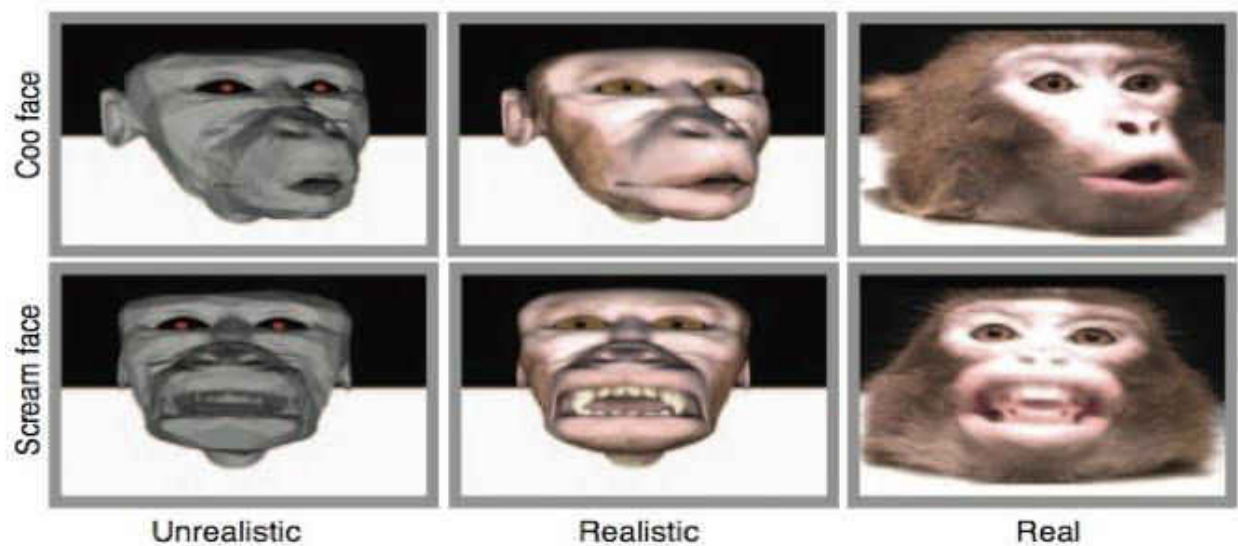 Coo face
Scream face
Unrealistic
Realistic
Real